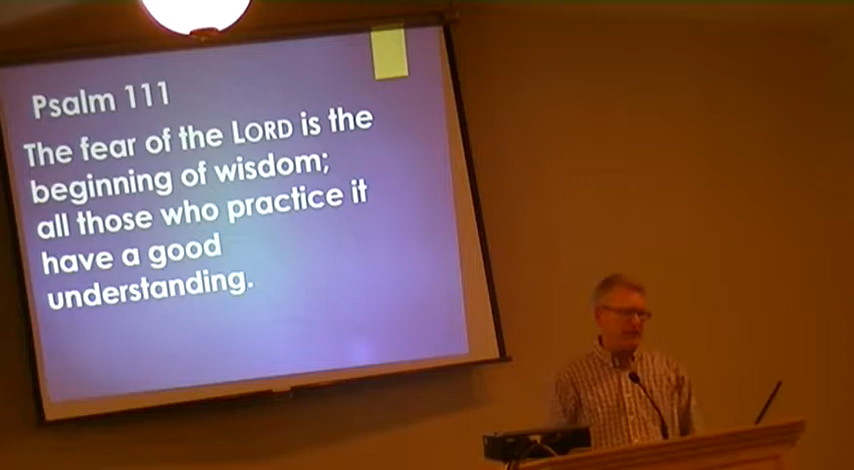 Psalm 111
The fear of the LORD is the
beginning of wisdom;
all those who practice it
have a good
understanding.